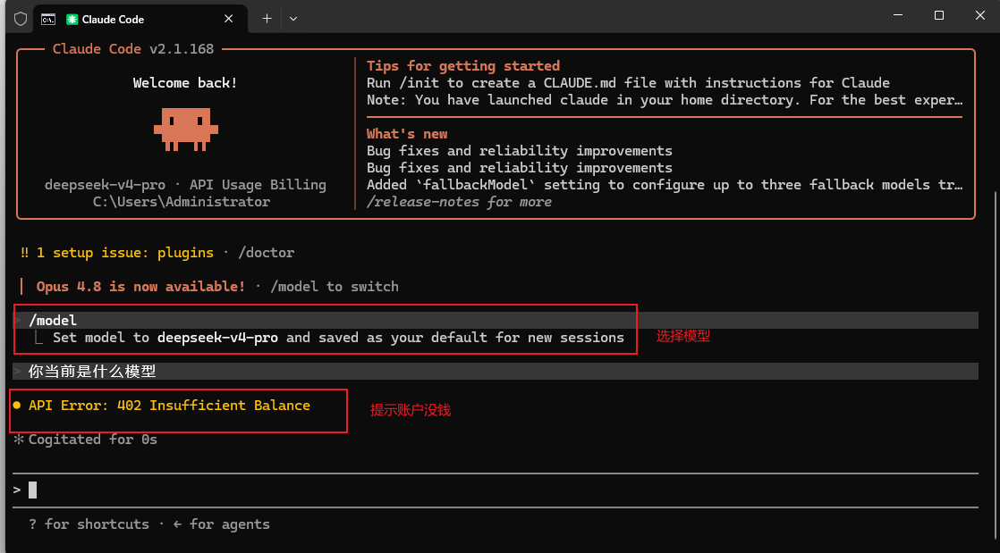 Claude Code
Claude Code v2.1.168
Welcome back!
deepseek-v4-pro · API Usage Billing
C:\Users\Administrator
Tips for getting started
Run /init to create a CLAUDE.md file with instructions for Claude
Note: You have launched claude in your home directory. For the best exper…
What's new
Bug fixes and reliability improvements
Bug fixes and reliability improvements
Added `fallbackModel` setting to configure up to three fallback models tr…
/release-notes for more
‼ 1 setup issue: plugins · /doctor
Opus 4.8 is now available! · /model to switch
> /model
Set model to deepseek-v4-pro and saved as your default for new sessions
选择模型
> 你当前是什么模型
● API Error: 402 Insufficient Balance
提示账户没钱
✻ Cogitated for 0s
>
? for shortcuts · ← for agents